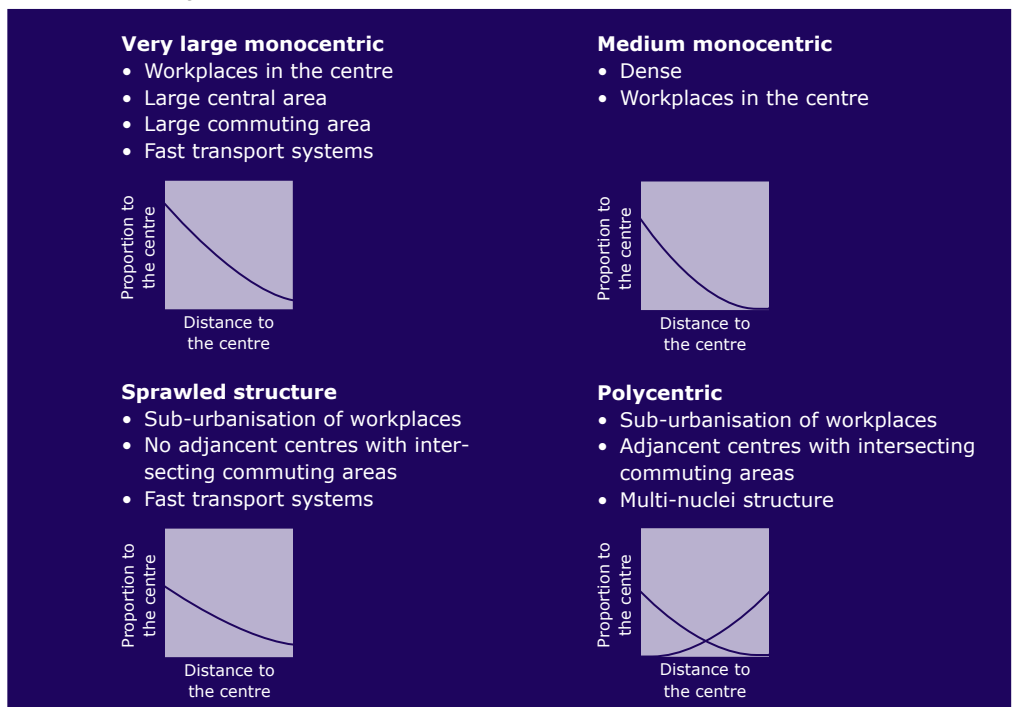 Very large monocentric
• Workplaces in the centre
• Large central area
• Large commuting area
• Fast transport systems
Proportion to
the centre
Distance to
the centre
Medium monocentric
• Dense
• Workplaces in the centre
Proportion to
the centre
Distance to
the centre
Sprawled structure
• Sub-urbanisation of workplaces
• No adjancent centres with inter-
secting commuting areas
• Fast transport systems
Proportion to
the centre
Distance to
the centre
Polycentric
• Sub-urbanisation of workplaces
• Adjancent centres with intersecting
commuting areas
• Multi-nuclei structure
Proportion to
the centre
Distance to
the centre